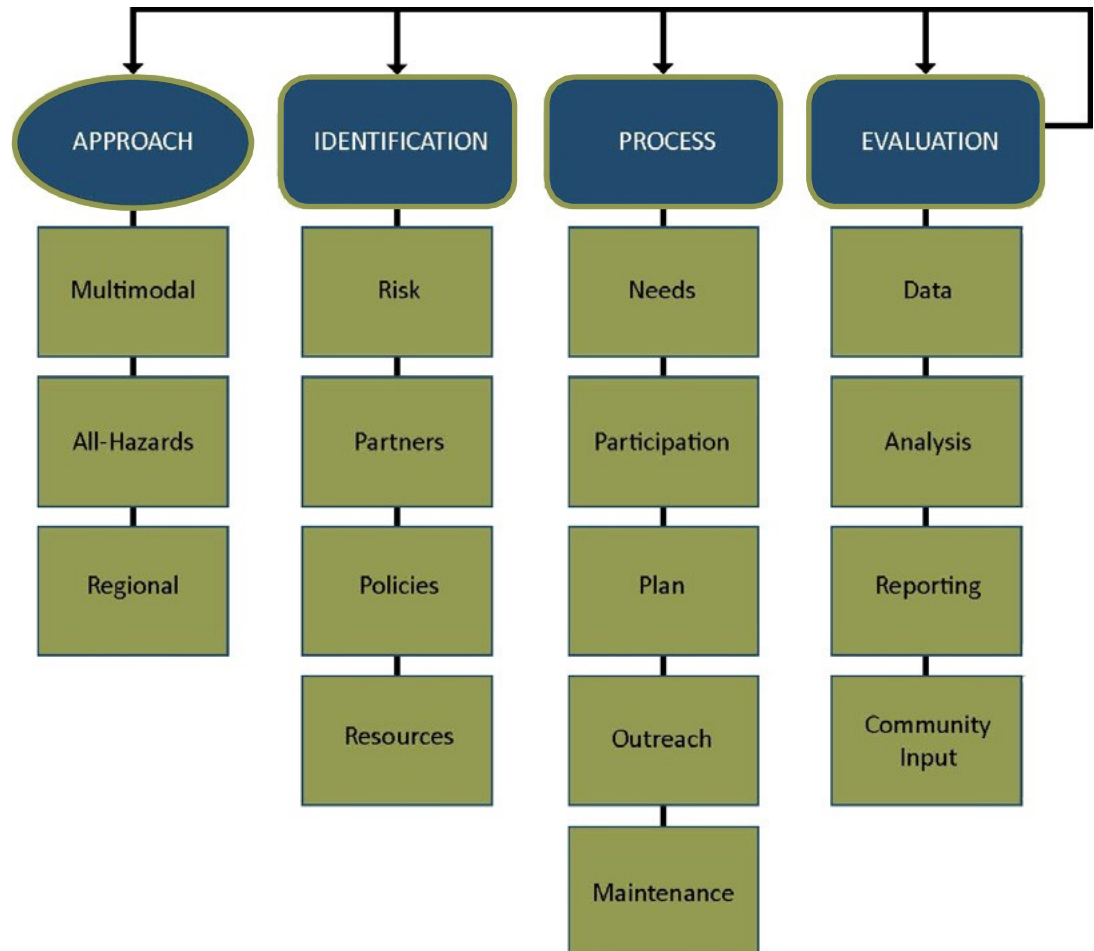 APPROACH
IDENTIFICATION
PROCESS
EVALUATION
Multimodal
All-Hazards
Regional
Risk
Partners
Policies
Resources
Needs
Participation
Plan
Outreach
Maintenance
Data
Analysis
Reporting
Community
Input